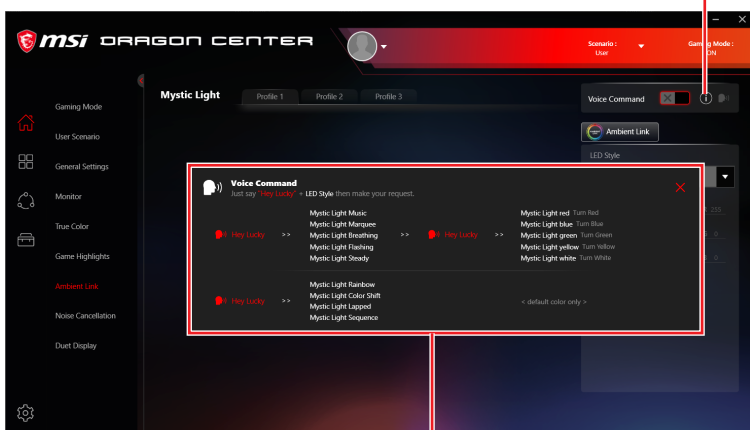 msi DRAGON CENTER
Scenario :
User
Gaming Mode :
ON
Mystic Light
Profile 1
Profile 2
Profile 3
Voice Command
Ambient Link
LED Style
Gaming Mode
User Scenario
General Settings
Monitor
True Color
Game Highlights
Ambient Link
Noise Cancellation
Duet Display
Voice Command
Just say "Hey Lucky" + LED Style then make your request.
Hey Lucky >>
Mystic Light Music
Mystic Light Marquee
Mystic Light Breathing
Mystic Light Flashing
Mystic Light Steady
>> Hey Lucky >>
Mystic Light red Turn Red
Mystic Light blue Turn Blue
Mystic Light green Turn Green
Mystic Light yellow Turn Yellow
Mystic Light white Turn White
Hey Lucky >>
Mystic Light Rainbow
Mystic Light Color Shift
Mystic Light Lapped
Mystic Light Sequence
< default color only >
255
0
0